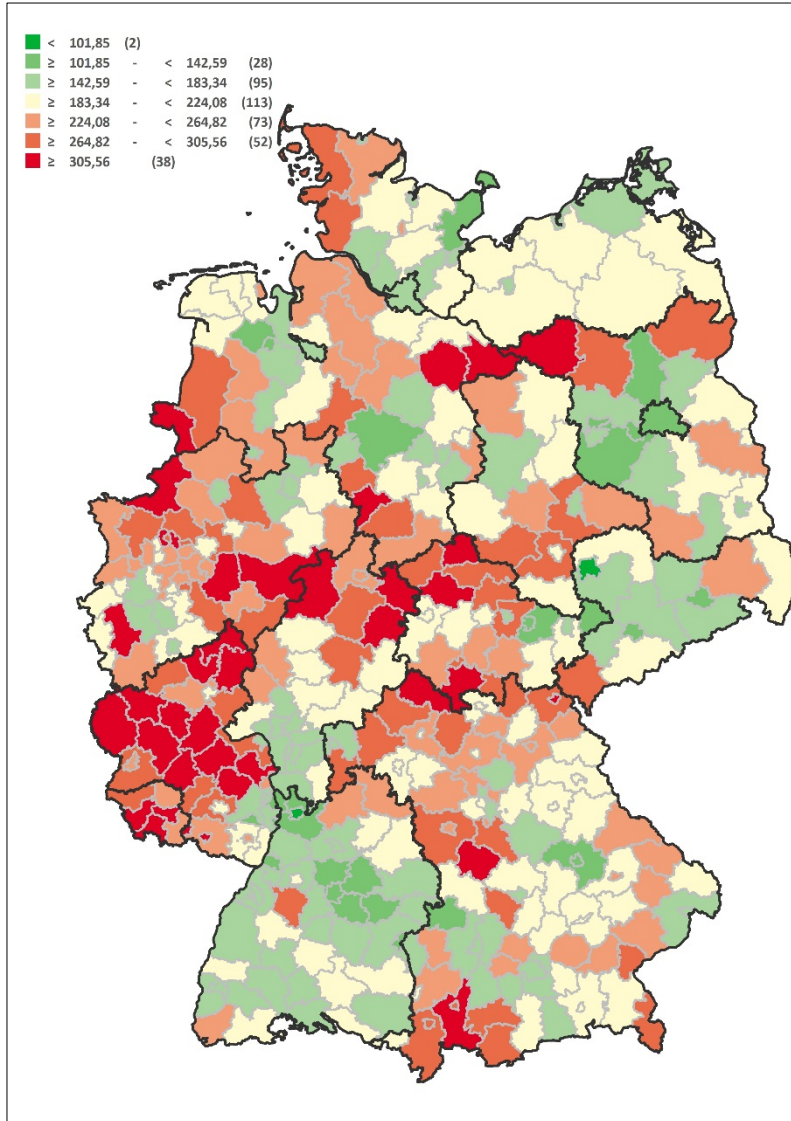 < 101,85 (2)
≥ 101,85 - < 142,59 (28)
≥ 142,59 - < 183,34 (95)
≥ 183,34 - < 224,08 (113)
≥ 224,08 - < 264,82 (73)
≥ 264,82 - < 305,56 (52)
≥ 305,56 (38)